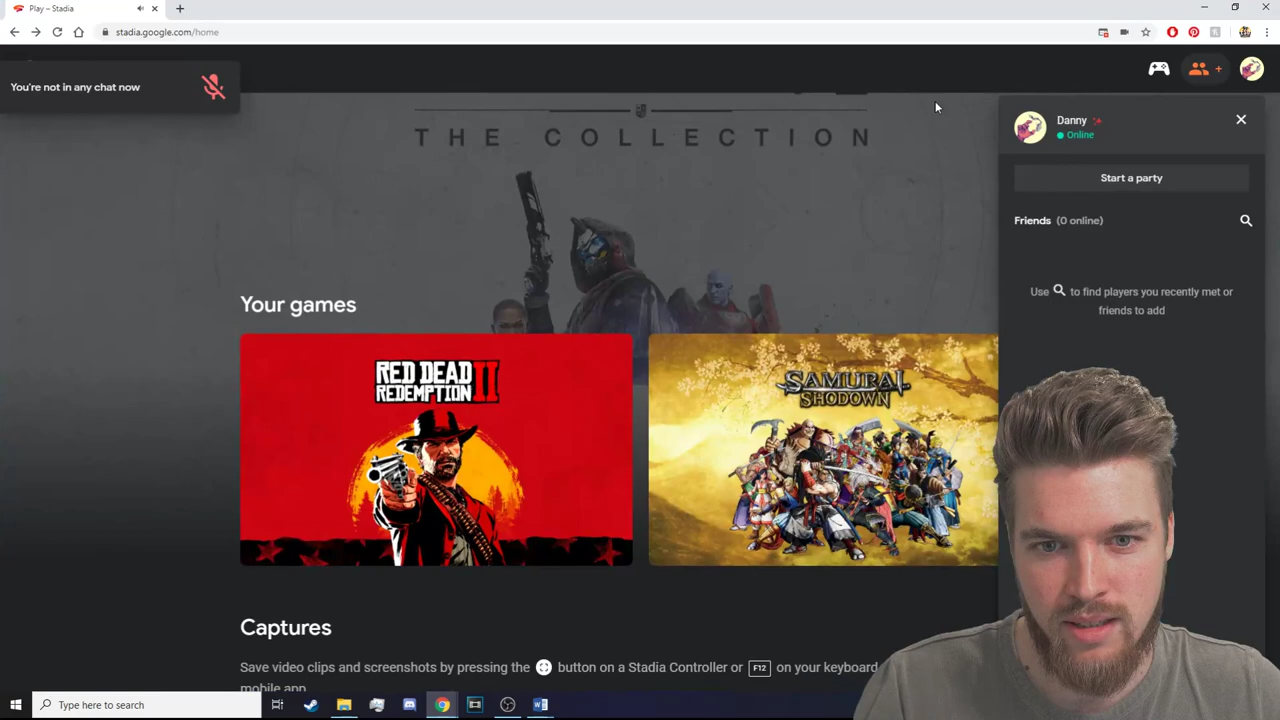 Play – Stadia
stadia.google.com/home
You're not in any chat now
THE COLLECTION
Danny
Online
Start a party
Friends (0 online)
Use to find players you recently met or
friends to add
Your games
RED DEAD
REDEMPTION II
SAMURAI
SHODOWN
Captures
Save video clips and screenshots by pressing the button on a Stadia Controller or F12 on your keyboard
mobile app
Type here to search